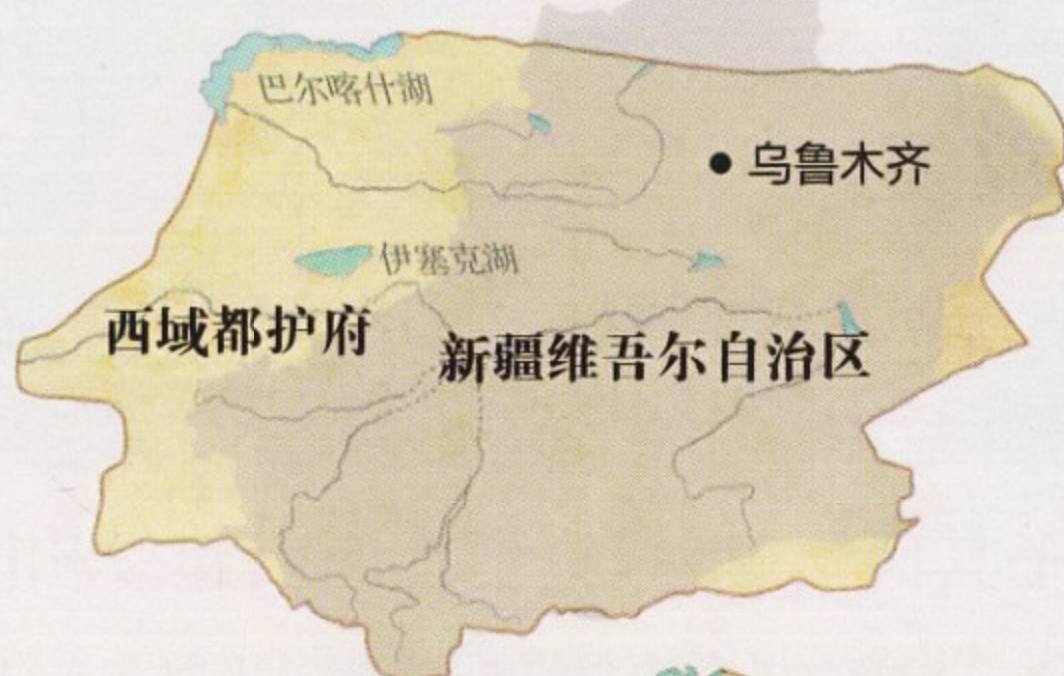 巴尔喀什湖
乌鲁木齐
伊塞克湖
西域都护府
新疆维吾尔自治区